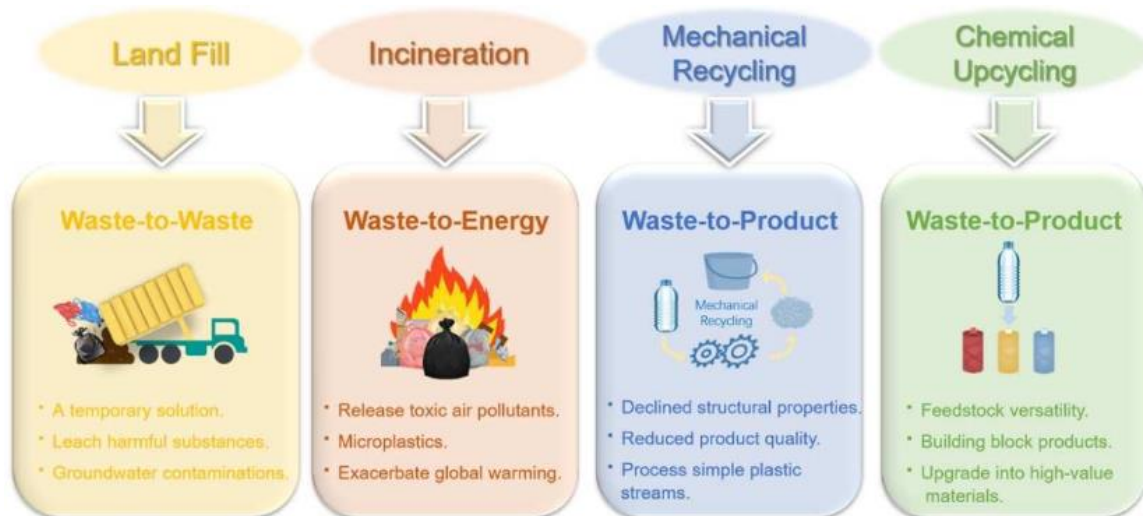 Land Fill
Incineration
Mechanical
Recycling
Chemical
Upcycling
Waste-to-Waste
• A temporary solution.
• Leach harmful substances.
• Groundwater contaminations.
Waste-to-Energy
• Release toxic air pollutants.
• Microplastics.
• Exacerbate global warming.
Waste-to-Product
Mechanical
Recycling
• Declined structural properties.
• Reduced product quality.
• Process simple plastic
streams.
Waste-to-Product
• Feedstock versatility.
• Building block products.
• Upgrade into high-value
materials.